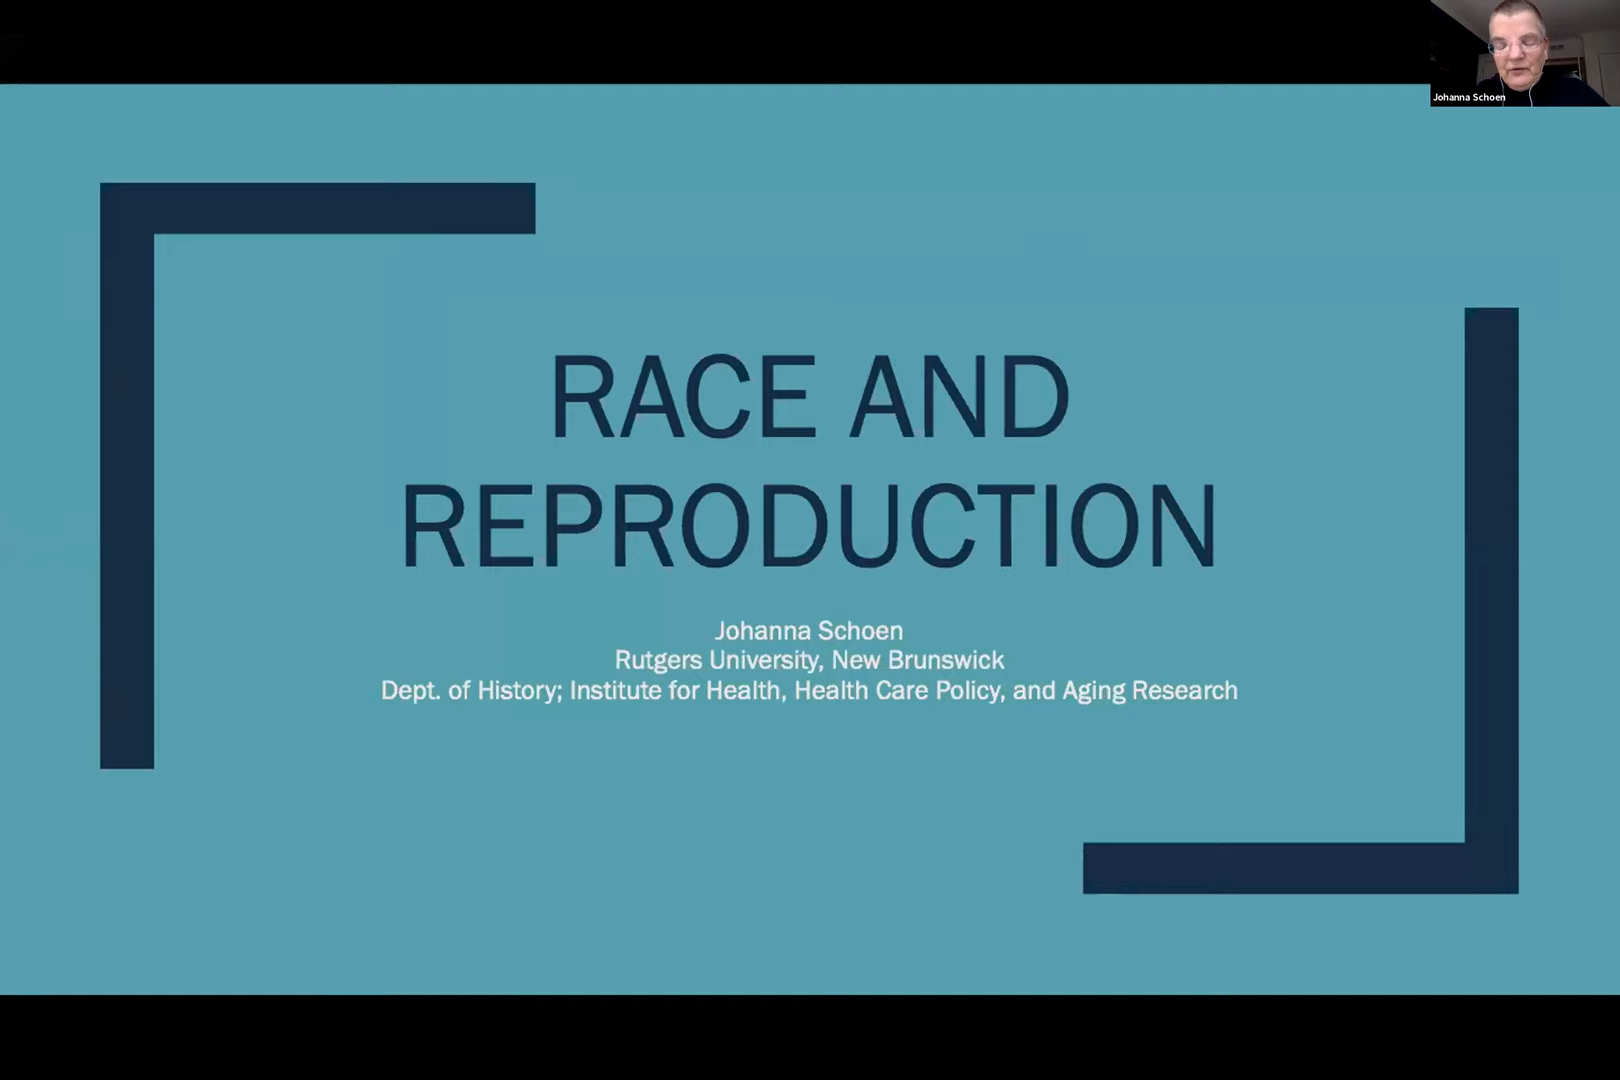 Johanna Schoen
RACE AND
REPRODUCTION
Johanna Schoen
Rutgers University, New Brunswick
Dept. of History; Institute for Health, Health Care Policy, and Aging Research